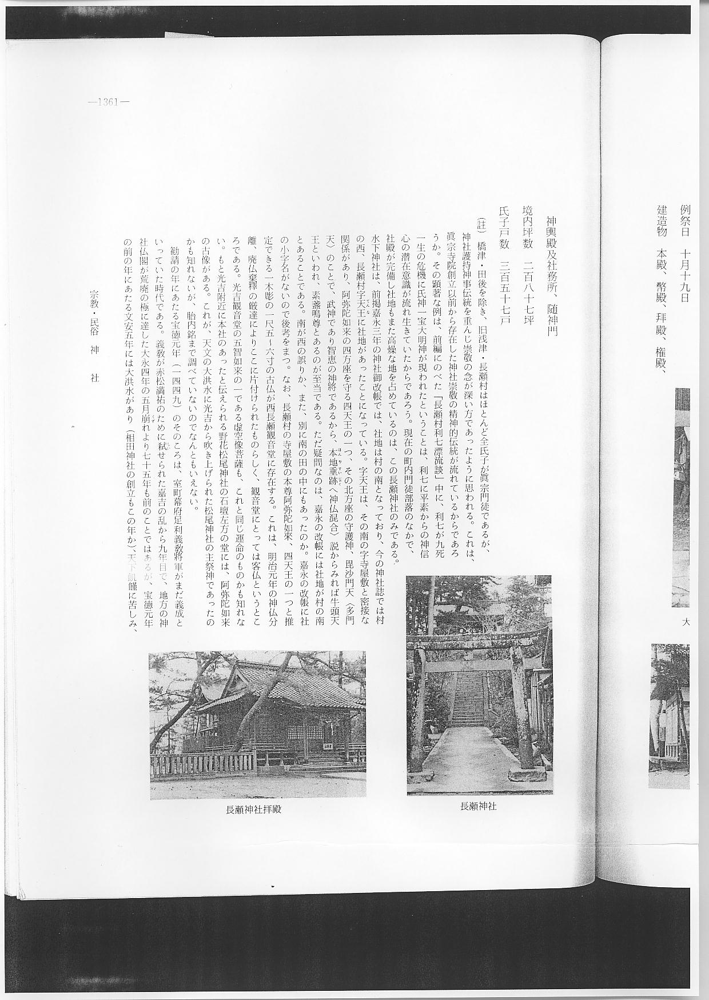 例祭日　十月十九日
建造物　本殿、幣殿、拝殿、権殿、
大
神輿殿及社務所、随神門
境内坪数　二百八十七坪
氏子戸数　三百五十七戸
（註）橋津・田後を除き、旧浅津・長瀬村はほとんど全氏子が眞宗門徒であるが、
神社護持神事伝統を重んじ崇敬の念が深い方であったように思われる。これは、
眞宗寺院創立以前から存在した神社崇敬の精神的伝統が流れているからであろ
うか。その顕著な例は、前編にのべた「長瀬村利七漂流談」中に、利七が九死
一生の危機に氏神一宝大明神が現われたということは、利七に平素からの神信
心の潜在意識が流れ生きていたからであろう。現在の町内門徒部落のなかで、
社殿が完備し社地もまた高燥な地を占めているのは、この長瀬神社のみである。
水下神社は、前掲嘉永三年の神社御改帳では、社地は村の南となっており、今の神社誌では村
の西、長瀬村字天王に社地があったことになっている。字天王は、その南の字寺屋敷と密接な
関係があり、阿弥陀如来の四方座を守る四天王の一つ、その北方座の守護神、毘沙門天〈多門
天〉のことで、武神であり智恵の神將であるから、本地垂跡〈神仏混合〉説からみれば牛頭天
王といわれ、素盞鳴尊とあるのが至当である。ただ疑問なのは、嘉永の改帳には社地が村の南
とあることである。南が西の誤りか、また、別に南の田の中にもあったのか。嘉永の改帳に社
の小字名がないので後考をまつ。なお、長瀬村の寺屋敷の本尊阿弥陀如來、四天王の一つと推
定できる一木彫の一尺五～六寸の古仏が西長瀬観音堂に存在する。これは、明治元年の神仏分
離、廃仏棄釋の厳達によりここに片付けられたものらしく、観音堂にとっては客仏というとこ
ろである。光吉観音堂の五智如来の一である虚空像菩薩も、これと同じ運命のものかも知れな
い。もと光吉附近に本社のあったと伝えられる野花松尾神社の石壇左方の堂には、阿弥陀如来
の古像がある。これが、天文の大洪水に光吉から吹き上げられた松尾神社の主祭神であったの
かも知れないが、胎内銘まで調べていないのでなんともいえない。
勧請の年にあたる宝徳元年（一四四九）のそのころは、室町幕府足利義教將軍がまだ義成と
いっていた時代である。義教が赤松満祐のために弑せられた嘉吉の乱から九年目で、地方の神
社仏閣が荒廃の極に達した大永四年の五月崩れより七十五年も前のことではあるが、宝徳元年
の前の年にあたる文安五年には大洪水があり（相田神社の創立もこの年か）、天下飢饉に苦しみ、
長瀬神社
長瀬神社拝殿
宗教・民俗　神　社
―1361―